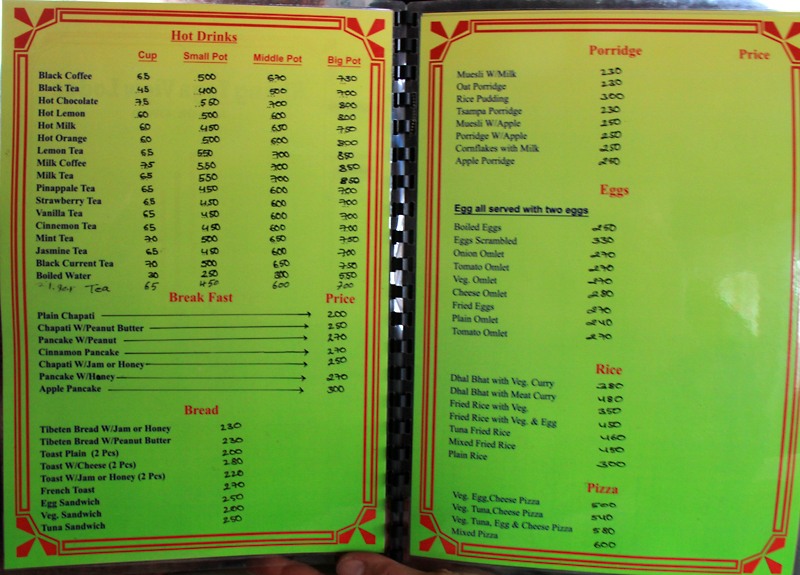 Hot Drinks
Cup Small Pot Middle Pot Big Pot
Black Coffee 65 500 670 730
Black Tea 45 400 500 700
Hot Chocolate 75 550 700 800
Hot Lemon 60 500 600 800
Hot Milk 60 450 650 750
Hot Orange 60 500 600 800
Lemon Tea 65 550 700 850
Milk Coffee 75 550 700 850
Milk Tea 65 550 700 850
Pinappale Tea 65 450 600 700
Strawberry Tea 65 450 600 700
Vanilla Tea 65 450 600 700
Cinnemon Tea 65 450 600 700
Mint Tea 70 500 650 750
Jasmine Tea 65 450 600 700
Black Current Tea 70 500 650 750
Boiled Water 30 250 300 550
Tea 65 450 600 700
Break Fast Price
Plain Chapati 200
Chapati W/Peanut Butter 250
Pancake W/Peanut 270
Cinnamon Pancake 270
Chapati W/Jam or Honey 250
Pancake W/Honey 270
Apple Pancake 300
Bread
Tibeten Bread W/Jam or Honey 230
Tibeten Bread W/Peanut Butter 230
Toast Plain (2 Pcs) 200
Toast W/Cheese (2 Pcs) 280
Toast W/Jam or Honey (2 Pcs) 220
French Toast 270
Egg Sandwich 250
Veg. Sandwich 200
Tuna Sandwich 250
Porridge Price
Muesli W/Milk 230
Oat Porridge 230
Rice Pudding 300
Tsampa Porridge 230
Muesli W/Apple 250
Porridge W/Apple 250
Cornflakes with Milk 250
Apple Porridge 250
Eggs
Egg all served with two eggs
Boiled Eggs 250
Eggs Scrambled 330
Onion Omlet 270
Tomato Omlet 270
Veg. Omlet 270
Cheese Omlet 280
Fried Eggs 270
Plain Omlet 240
Tomato Omlet 270
Rice
Dhal Bhat with Veg. Curry 380
Dhal Bhat with Meat Curry 480
Fried Rice with Veg. 350
Fried Rice with Veg. & Egg 450
Tuna Fried Rice 460
Mixed Fried Rice 480
Plain Rice 300
Pizza
Veg. Egg,Cheese Pizza 500
Veg. Tuna,Cheese Pizza 540
Veg. Tuna, Egg & Cheese Pizza 580
Mixed Pizza 600